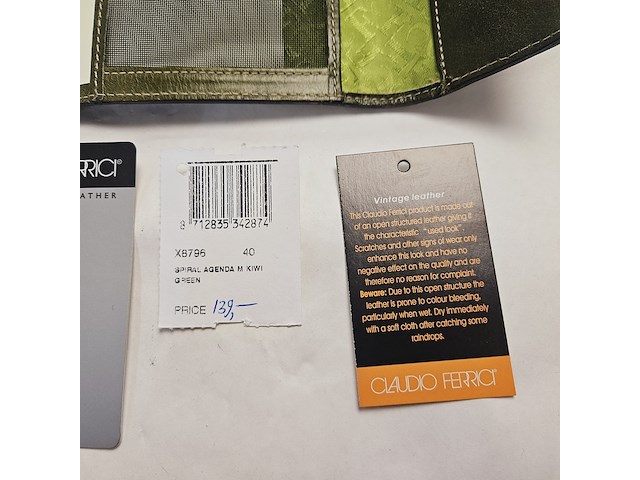 FERRICI®
EATHER
8 712835 342874
X8796 40
SPIRAL AGENDA M KIWI
GREEN
PRICE 139,—
Vintage leather
This Claudio Ferrici product is made out
of an open structured leather giving it
the characteristic "used look".
Scratches and other signs of wear only
enhance this look and have no
negative effect on the quality and are
therefore no reason for complaint.
Beware: Due to this open structure the
leather is prone to colour bleeding,
particularly when wet. Dry immediately
with a soft cloth after catching some
raindrops.
CLAUDIO FERRICI